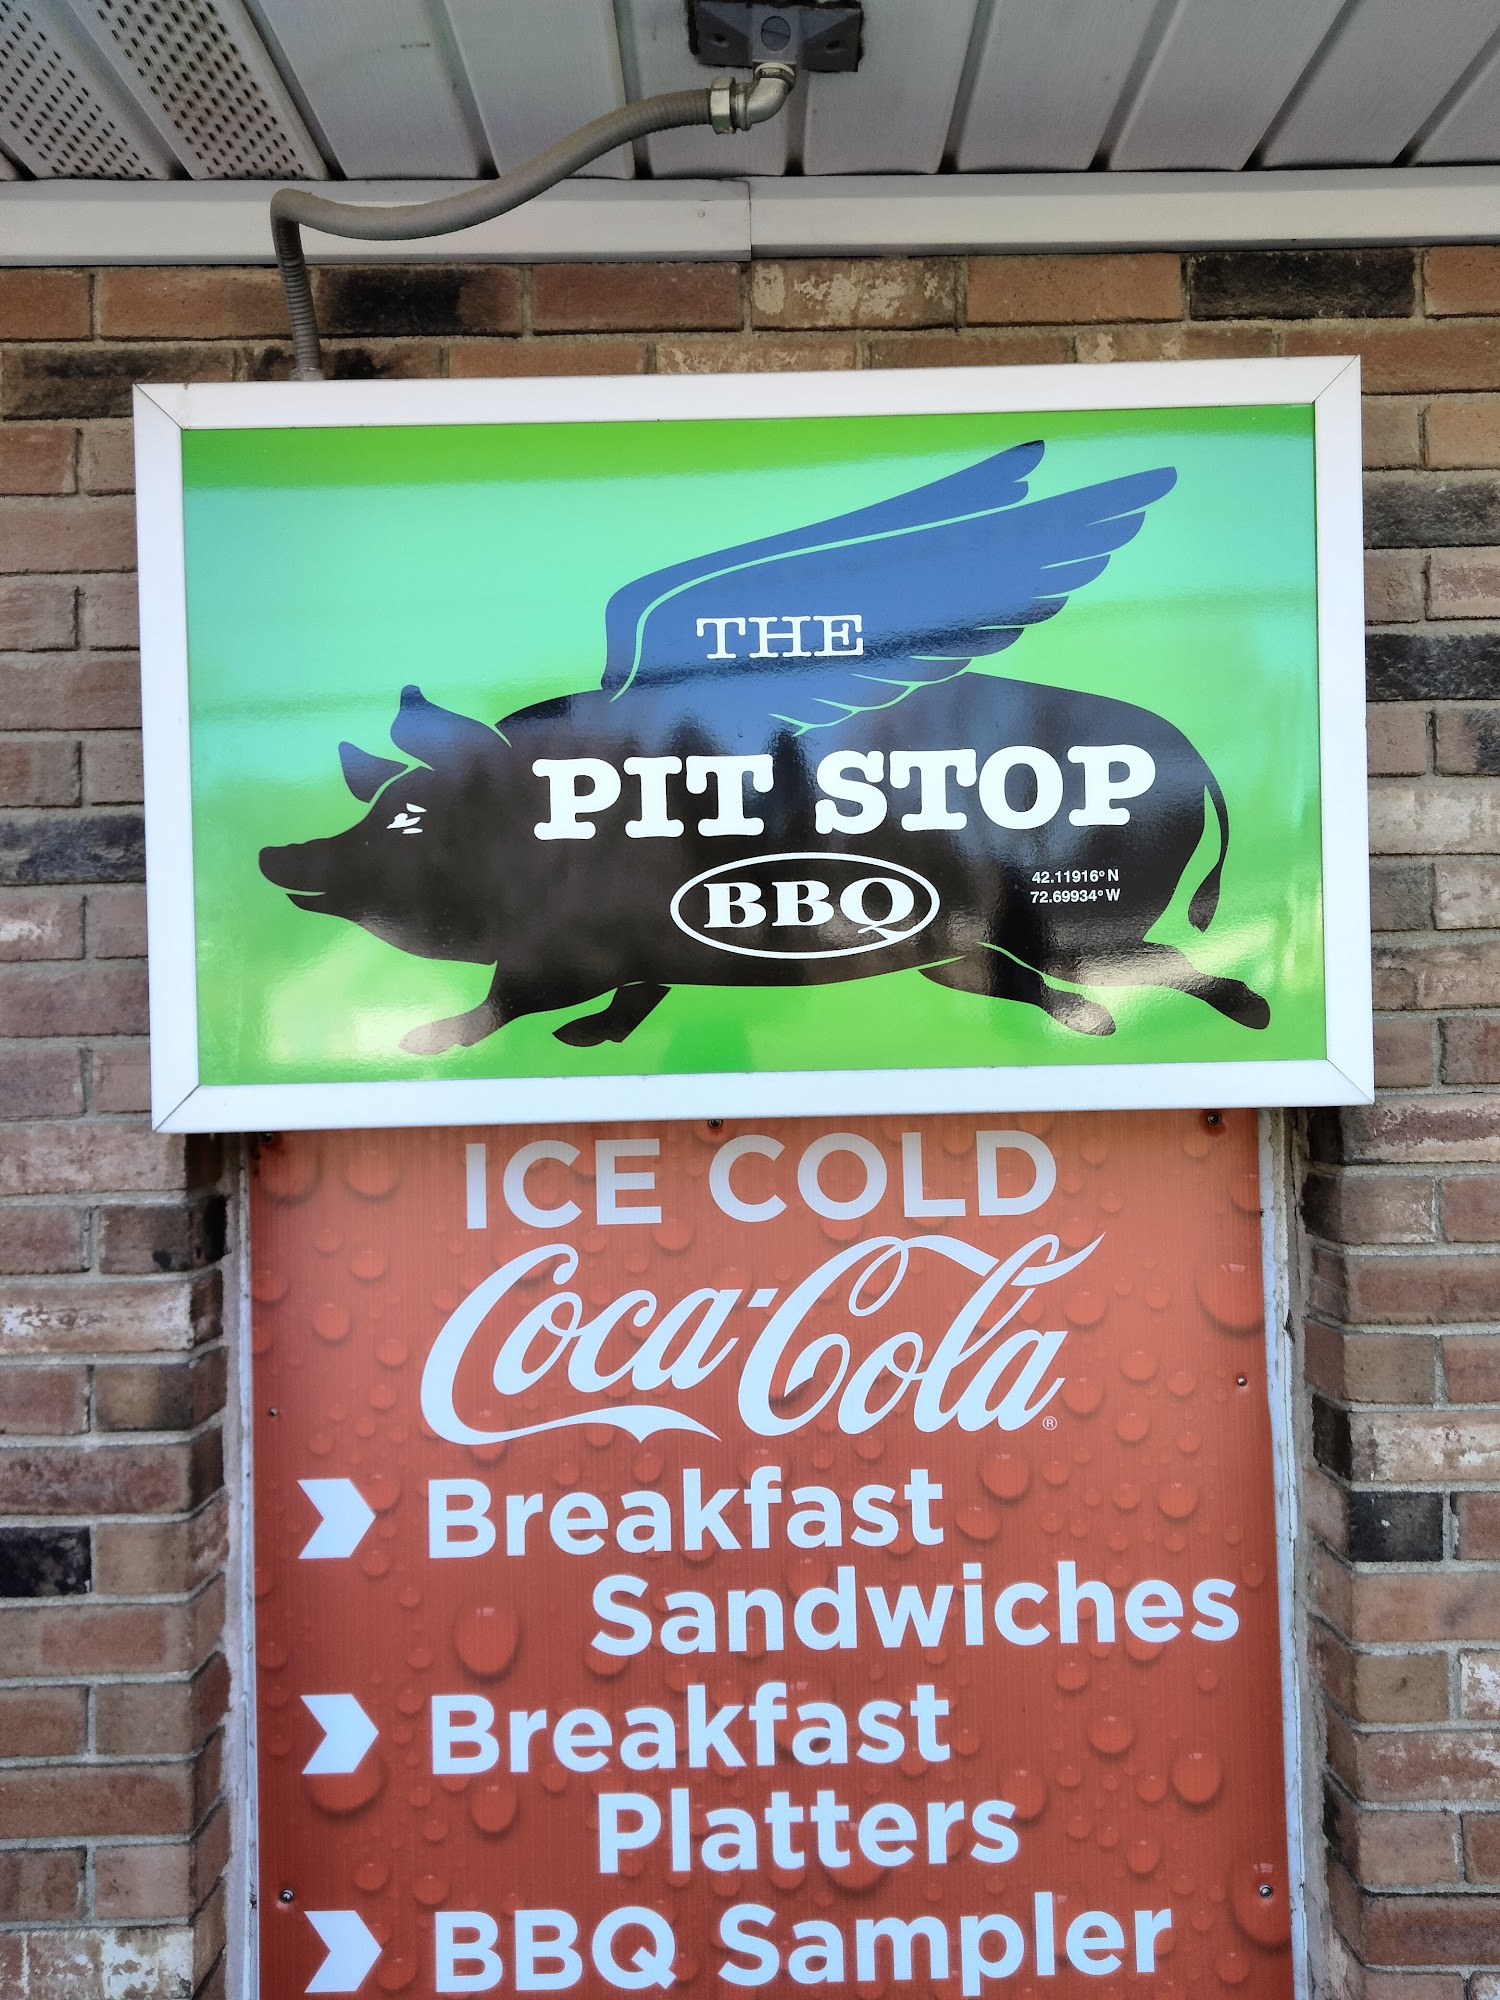 THE
PIT STOP
BBQ
42.11916° N
72.69934° W
ICE COLD
Coca-Cola®
Breakfast
Sandwiches
Breakfast
Platters
BBQ Sampler